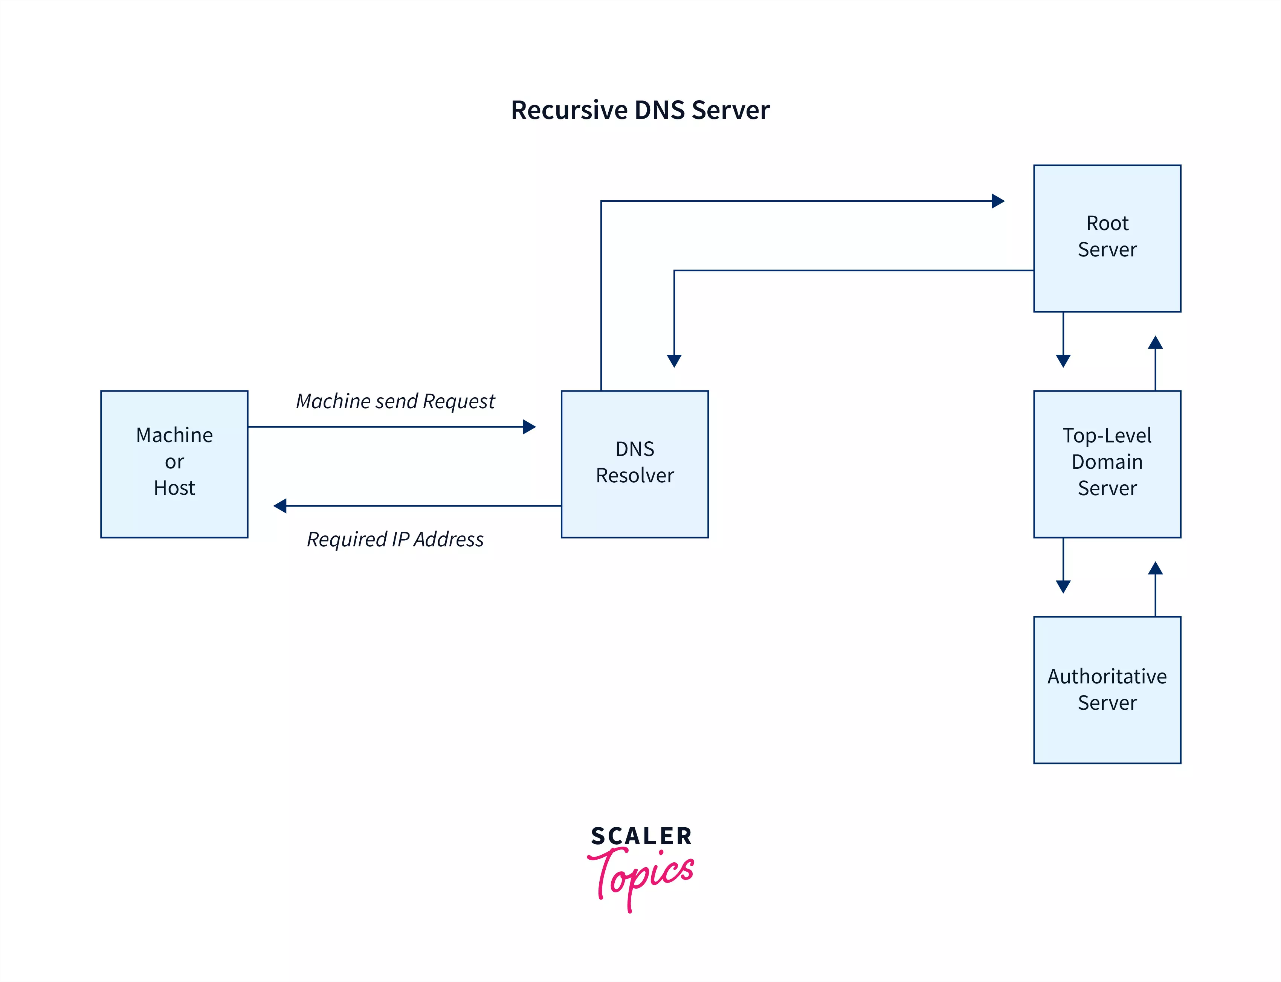 Recursive DNS Server
Root
Server
Machine send Request
Machine
or
Host
DNS
Resolver
Top-Level
Domain
Server
Required IP Address
Authoritative
Server
SCALER
Topics